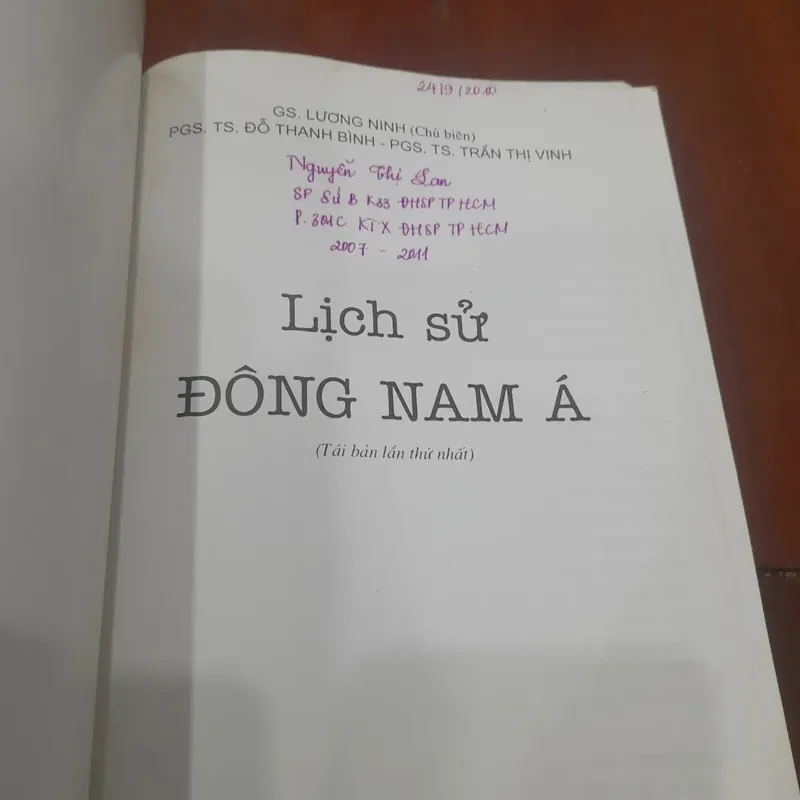 24/9/2010
GS. LƯƠNG NINH (Chủ biên)
PGS. TS. ĐỖ THANH BÌNH - PGS. TS. TRẦN THỊ VINH
Nguyễn Thị Lan
SP Sử B K33 ĐHSP TP HCM
P. 301C KTX ĐHSP TP HCM
2007 - 2011
Lịch sử
ĐÔNG NAM Á
(Tái bản lần thứ nhất)